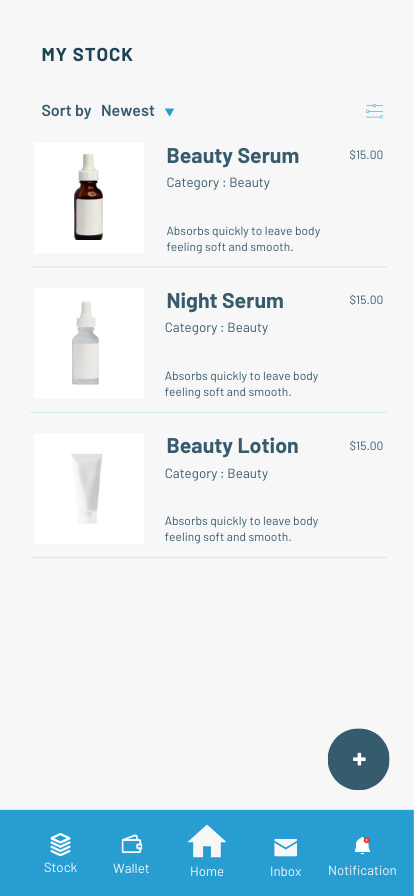 MY STOCK
Sort by Newest
Beauty Serum $15.00
Category : Beauty
Absorbs quickly to leave body
feeling soft and smooth.
Night Serum $15.00
Category : Beauty
Absorbs quickly to leave body
feeling soft and smooth.
Beauty Lotion $15.00
Category : Beauty
Absorbs quickly to leave body
feeling soft and smooth.
Stock Wallet Home Inbox Notification